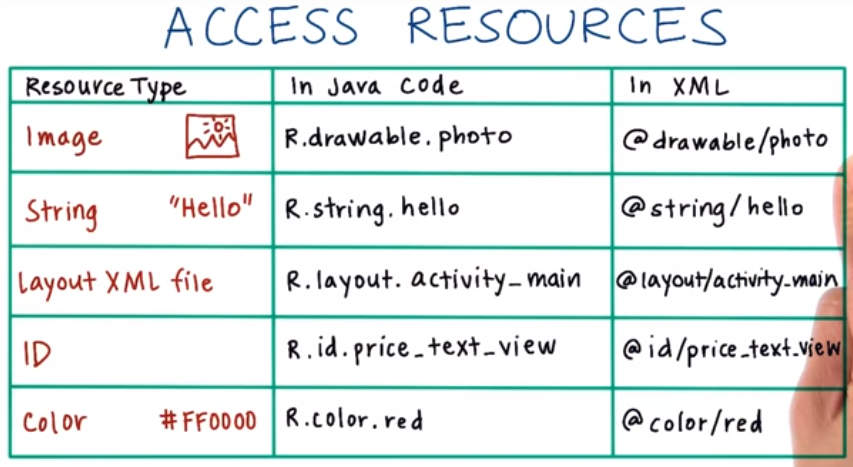 ACCESS RESOURCES
Resource Type In Java Code In XML
Image R.drawable.photo @drawable/photo
String "Hello" R.string.hello @string/hello
Layout XML file R.layout.activity_main @layout/activity_main
ID R.id.price_text_view @id/price_text_view
Color #FF0000 R.color.red @color/red